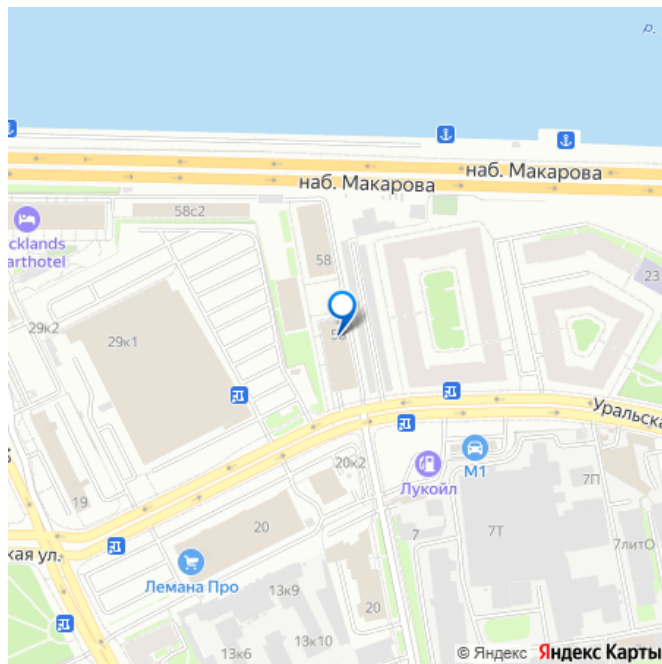 р.
наб. Макарова
наб. Макарова
58с2
cklands
arthotel
58
23
29к2
29к1
Уральска
20к2
Лукойл
М1
19
20
7
7П
7Т
7литО
кая ул.
Лемана Про
13к9
20
13к6
13к10
© Яндекс
Яндекс Карты